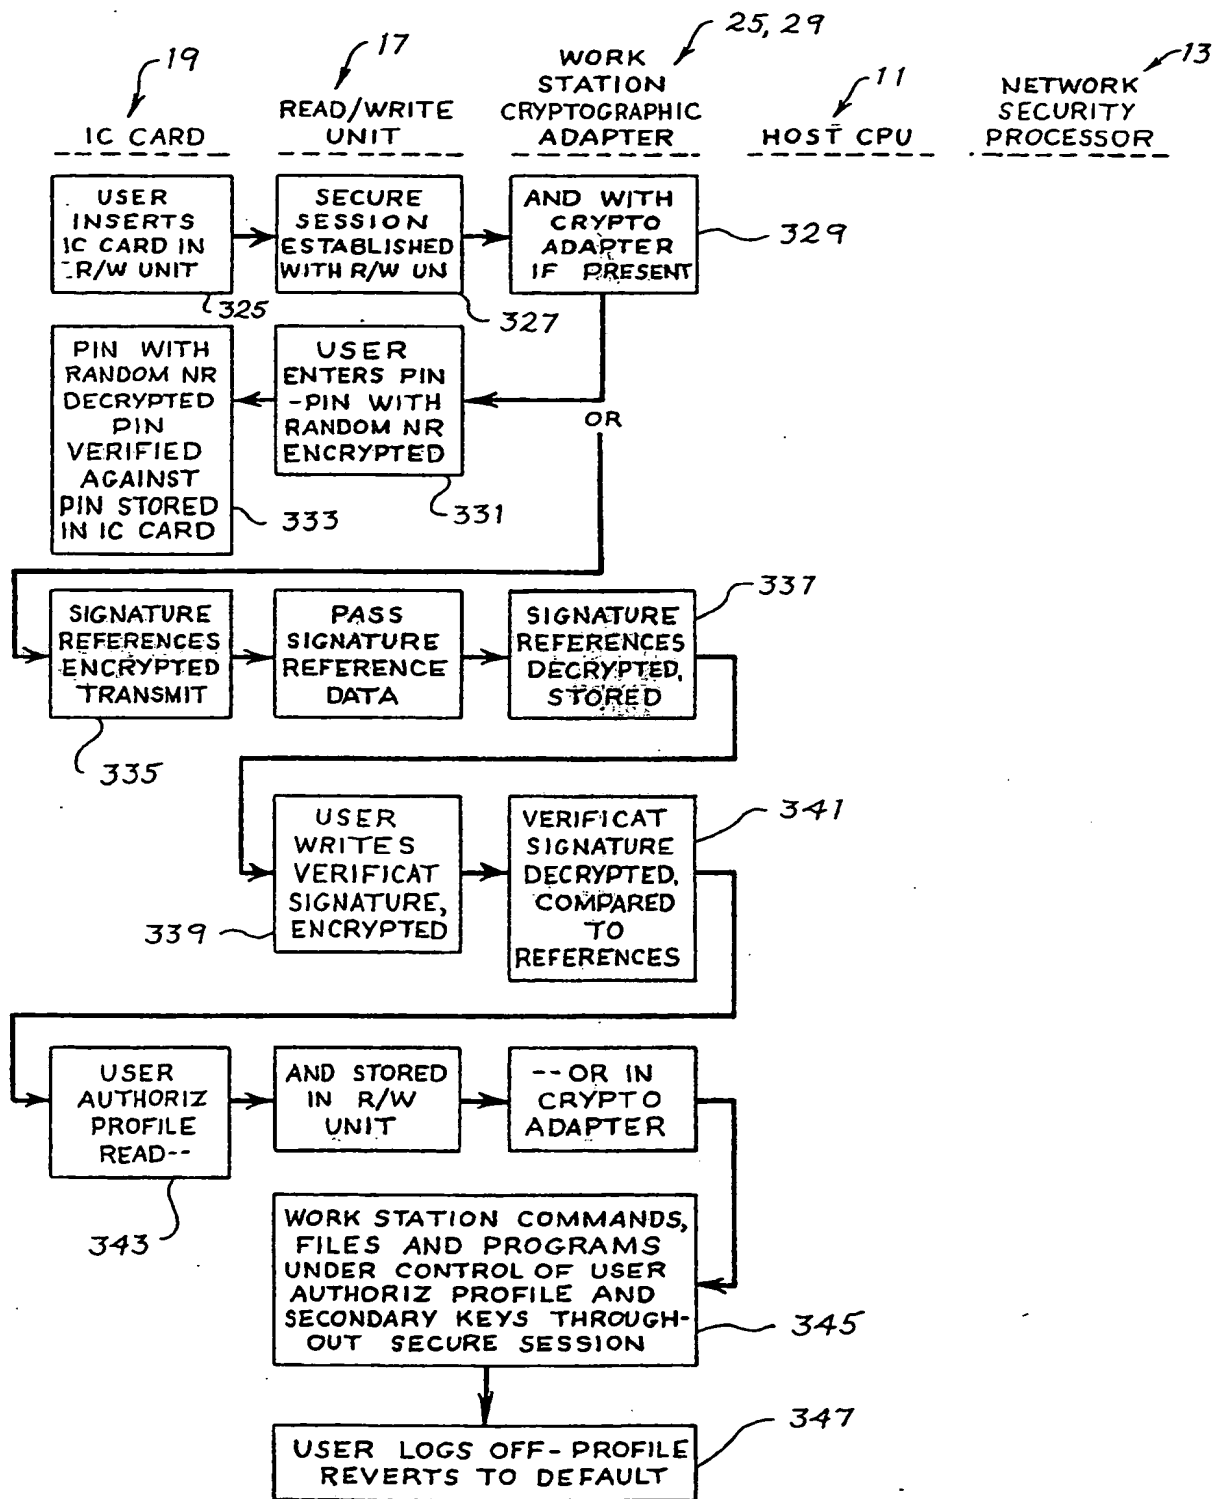 19
IC CARD
17
READ/WRITE
UNIT
25, 29
WORK
STATION
CRYPTOGRAPHIC
ADAPTER
11
HOST CPU
13
NETWORK
SECURITY
PROCESSOR
USER
INSERTS
IC CARD IN
R/W UNIT
325
SECURE
SESSION
ESTABLISHED
WITH R/W UN
327
AND WITH
CRYPTO
ADAPTER
IF PRESENT
329
PIN WITH
RANDOM NR
DECRYPTED
PIN
VERIFIED
AGAINST
PIN STORED
IN IC CARD
333
USER
ENTERS PIN
-PIN WITH
RANDOM NR
ENCRYPTED
331
OR
SIGNATURE
REFERENCES
ENCRYPTED
TRANSMIT
335
PASS
SIGNATURE
REFERENCE
DATA
SIGNATURE
REFERENCES
DECRYPTED,
STORED
337
USER
WRITES
VERIFICAT
SIGNATURE,
ENCRYPTED
339
VERIFICAT
SIGNATURE
DECRYPTED,
COMPARED
TO
REFERENCES
341
USER
AUTHORIZ
PROFILE
READ--
343
AND STORED
IN R/W
UNIT
--OR IN
CRYPTO
ADAPTER
WORK STATION COMMANDS,
FILES AND PROGRAMS
UNDER CONTROL OF USER
AUTHORIZ PROFILE AND
SECONDARY KEYS THROUGH-
OUT SECURE SESSION
345
USER LOGS OFF- PROFILE
REVERTS TO DEFAULT
347